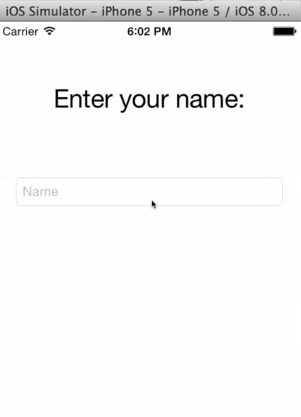 iOS Simulator – iPhone 5 – iPhone 5 / iOS 8.0...
Carrier 6:02 PM
Enter your name:
Name